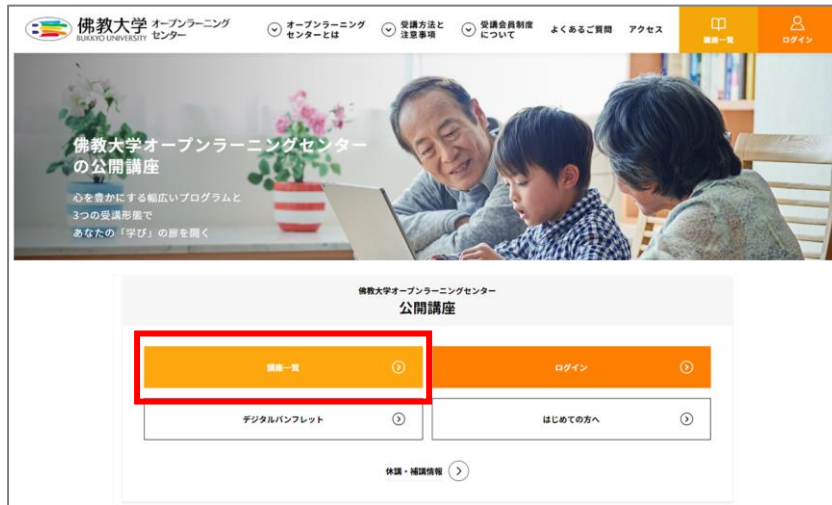 佛教大学 オープンラーニング
BUKKYO UNIVERSITY センター
オープンラーニング
センターとは
受講方法と
注意事項
受講会員制度
について
よくあるご質問
アクセス
講座一覧
ログイン
佛教大学オープンラーニングセンター
の公開講座
心を豊かにする幅広いプログラムと
3つの受講形態で
あなたの「学び」の扉を開く
佛教大学オープンラーニングセンター
公開講座
講座一覧
ログイン
デジタルパンフレット
はじめての方へ
休講・補講情報